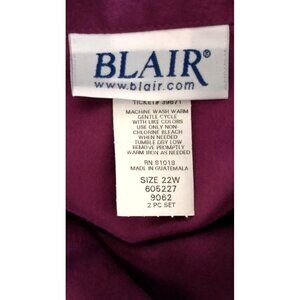 BLAIR®
www.blair.com
TICKET# 39671
MACHINE WASH WARM
GENTLE CYCLE
WITH LIKE COLORS
USE ONLY NON
CHLORINE BLEACH
WHEN NEEDED
TUMBLE DRY LOW
REMOVE PROMPTLY
WARM IRON AS NEEDED
RN 81018
MADE IN GUATEMALA
SIZE 22W
605227
9062
2 PC SET